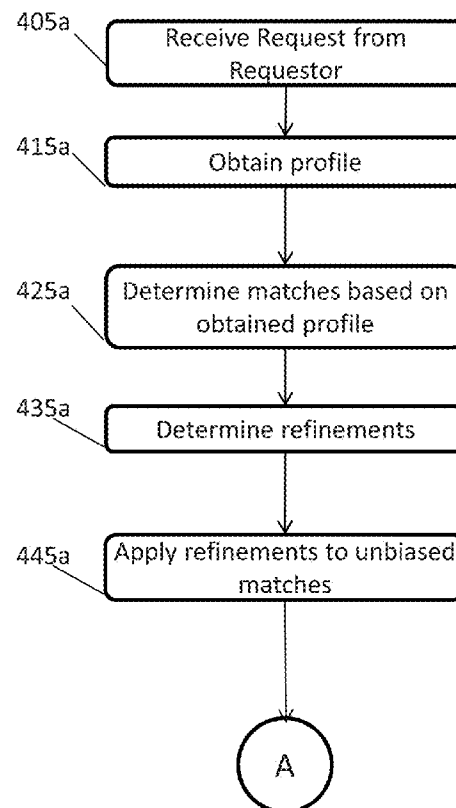 405a
Receive Request from
Requestor
415a
Obtain profile
425a
Determine matches based on
obtained profile
435a
Determine refinements
445a
Apply refinements to unbiased
matches
A